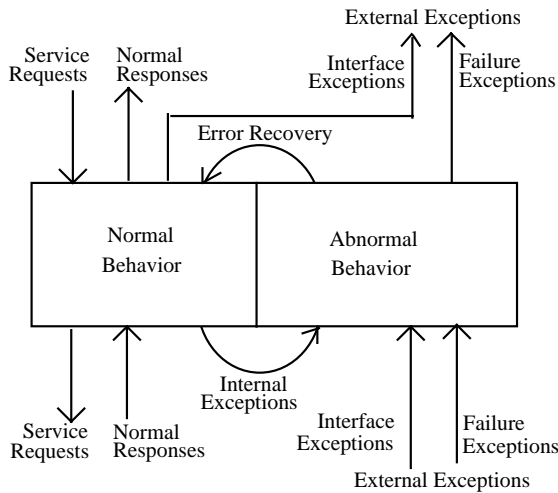 External Exceptions
Service
Requests
Normal
Responses
Interface
Exceptions
Failure
Exceptions
Error Recovery
Normal
Behavior
Abnormal
Behavior
Internal
Exceptions
Service
Requests
Normal
Responses
Interface
Exceptions
Failure
Exceptions
External Exceptions